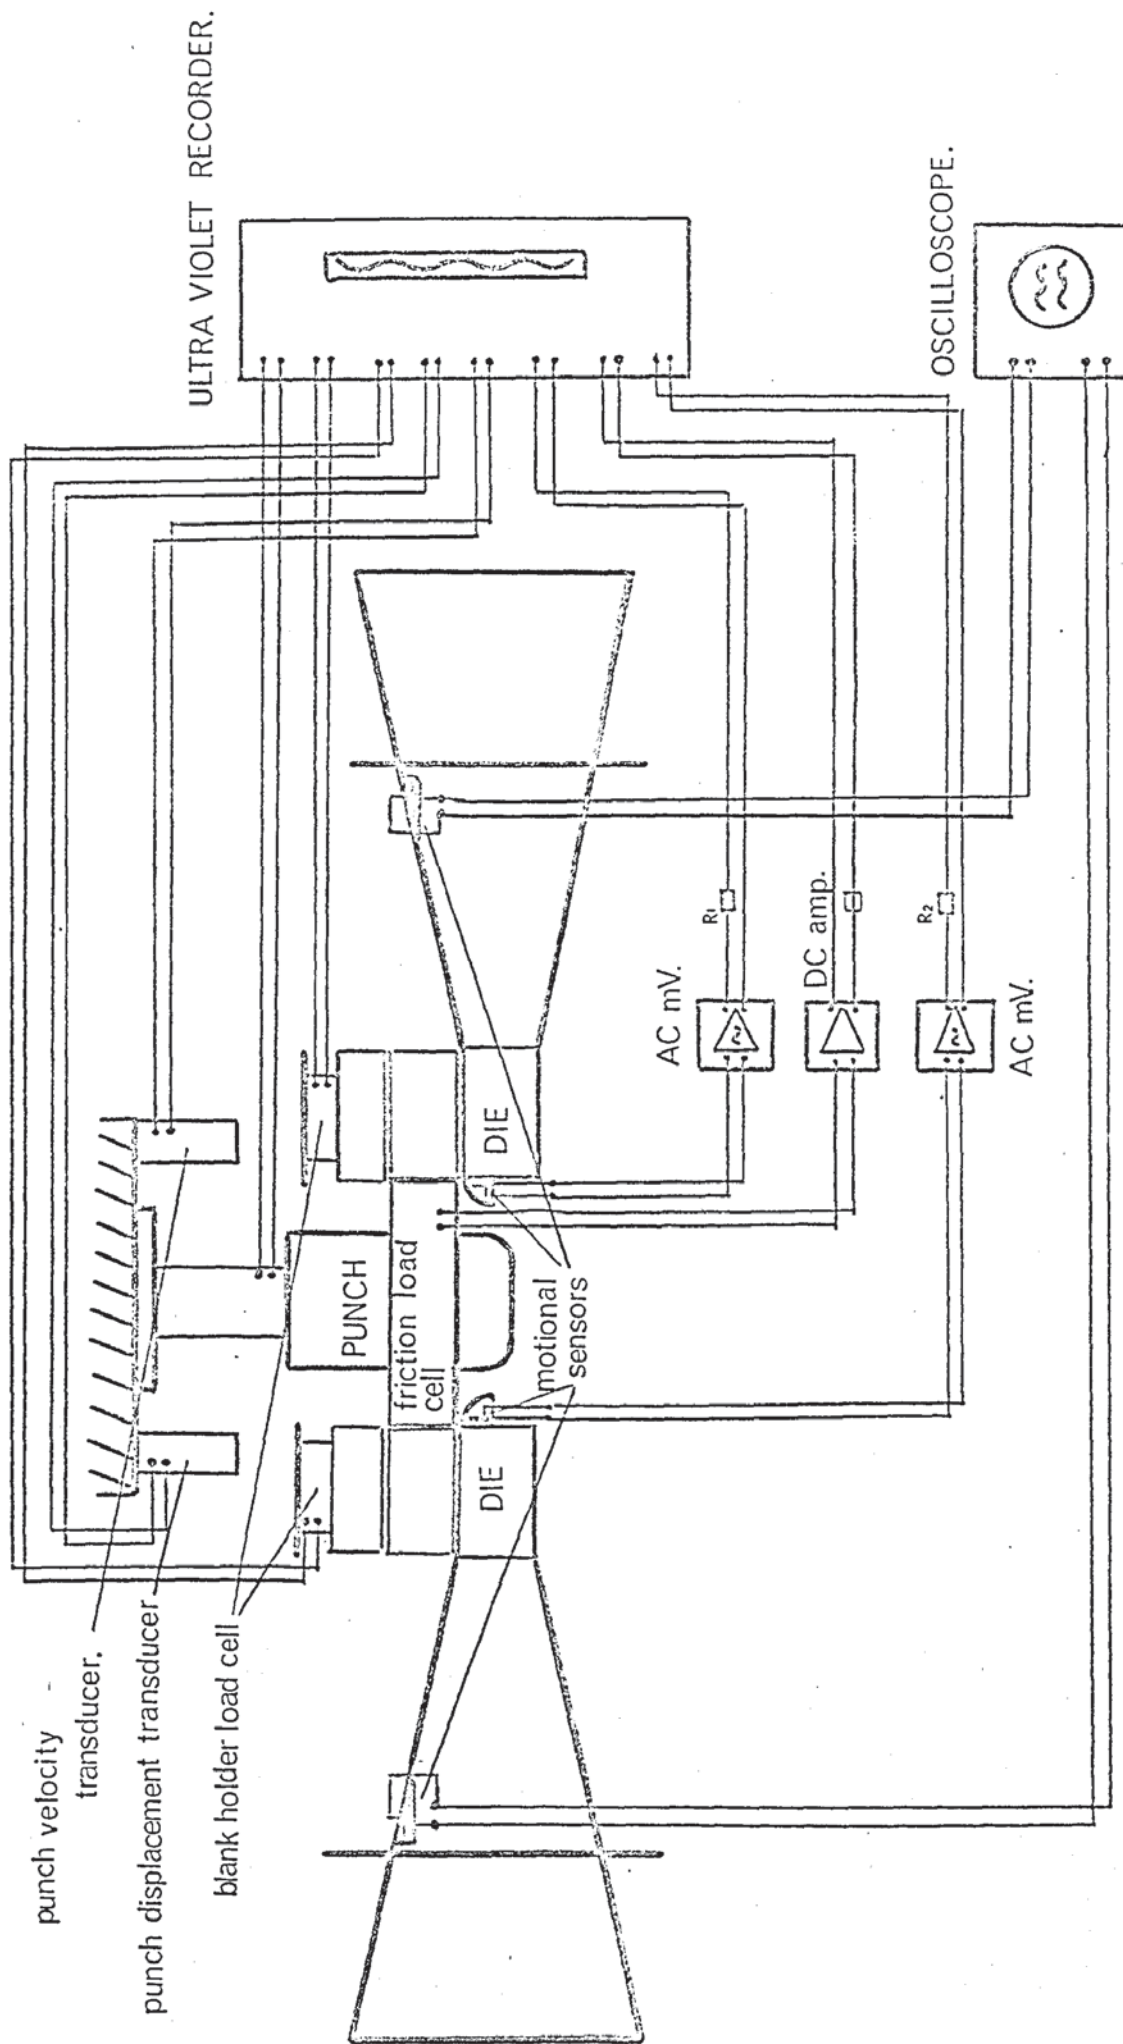 ULTRA VIOLET RECORDER.
OSCILLOSCOPE.
punch velocity
transducer.
punch displacement transducer
blank holder load cell
PUNCH
friction load
cell
DIE
DIE
motional
sensors
AC mV.
R1
DC amp.
AC mV.
R2